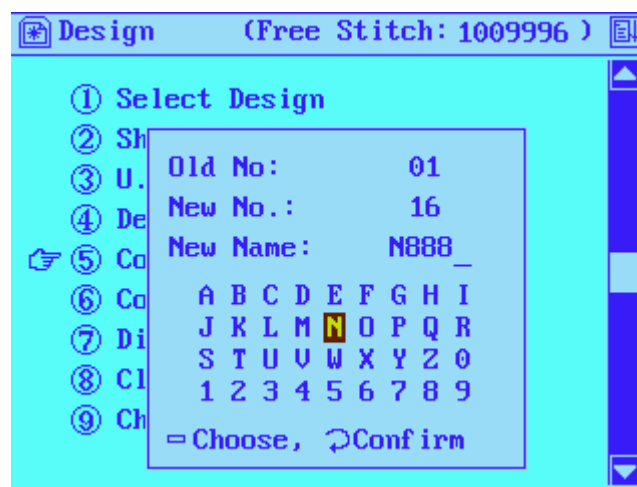 Design (Free Stitch: 1009996 )
① Select Design
② Sh
③ U.
④ De
⑤ Co
⑥ Co
⑦ Di
⑧ Cl
⑨ Ch
Old No: 01
New No.: 16
New Name: N888_
A B C D E F G H I
J K L M N O P Q R
S T U V W X Y Z 0
1 2 3 4 5 6 7 8 9
Choose, Confirm